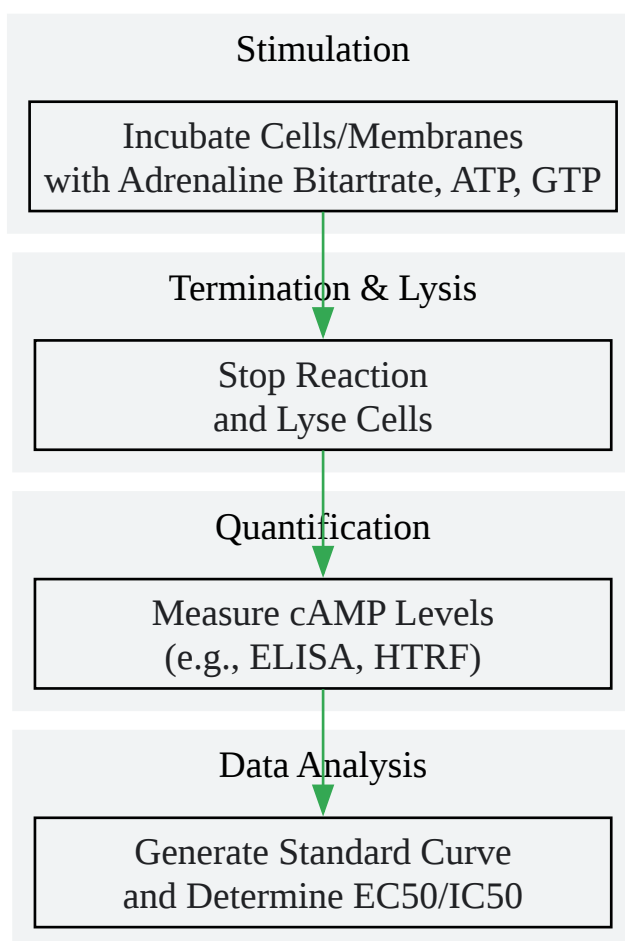 Stimulation
Incubate Cells/Membranes
with Adrenaline Bitartrate, ATP, GTP
Termination & Lysis
Stop Reaction
and Lyse Cells
Quantification
Measure cAMP Levels
(e.g., ELISA, HTRF)
Data Analysis
Generate Standard Curve
and Determine EC50/IC50